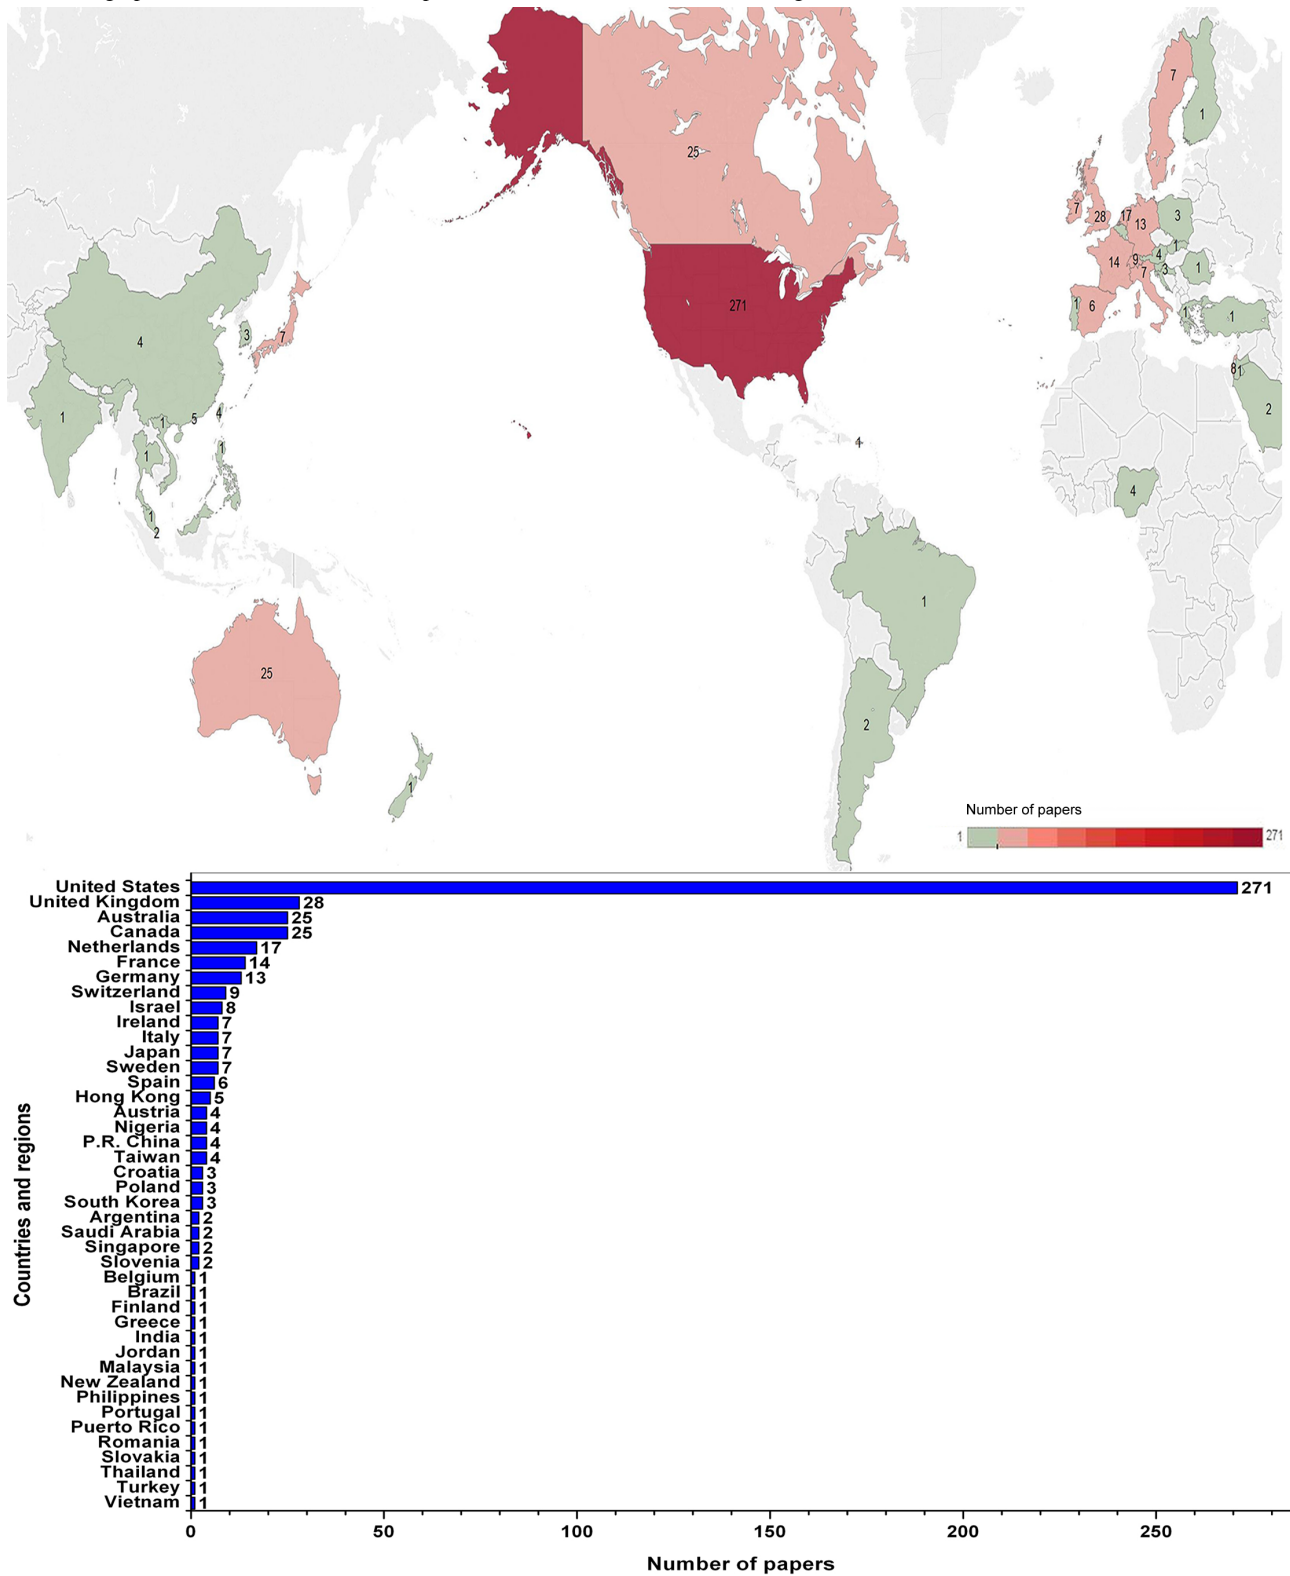 7
1
25
7
28
17
13
3
14
9
4
1
7
3
1
1
6
1
1
271
4
3
7
8
1
2
1
5
4
1
1
1
1
2
4
4
1
25
2
1
Number of papers
1
271
United States 271
United Kingdom 28
Australia 25
Canada 25
Netherlands 17
France 14
Germany 13
Switzerland 9
Israel 8
Ireland 7
Italy 7
Japan 7
Sweden 7
Spain 6
Hong Kong 5
Austria 4
Nigeria 4
P.R. China 4
Taiwan 4
Croatia 3
Poland 3
South Korea 3
Argentina 2
Saudi Arabia 2
Singapore 2
Slovenia 2
Belgium 1
Brazil 1
Finland 1
Greece 1
India 1
Jordan 1
Malaysia 1
New Zealand 1
Philippines 1
Portugal 1
Puerto Rico 1
Romania 1
Slovakia 1
Thailand 1
Turkey 1
Vietnam 1
Countries and regions
0 50 100 150 200 250
Number of papers